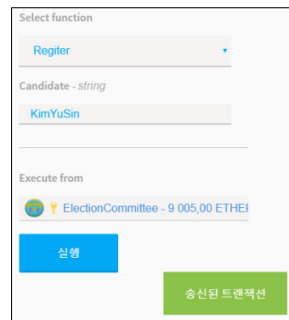 Select function
Regiter
Candidate - string
KimYuSin
Execute from
ElectionCommittee - 9 005,00 ETHE
실행
송신된 트랜잭션